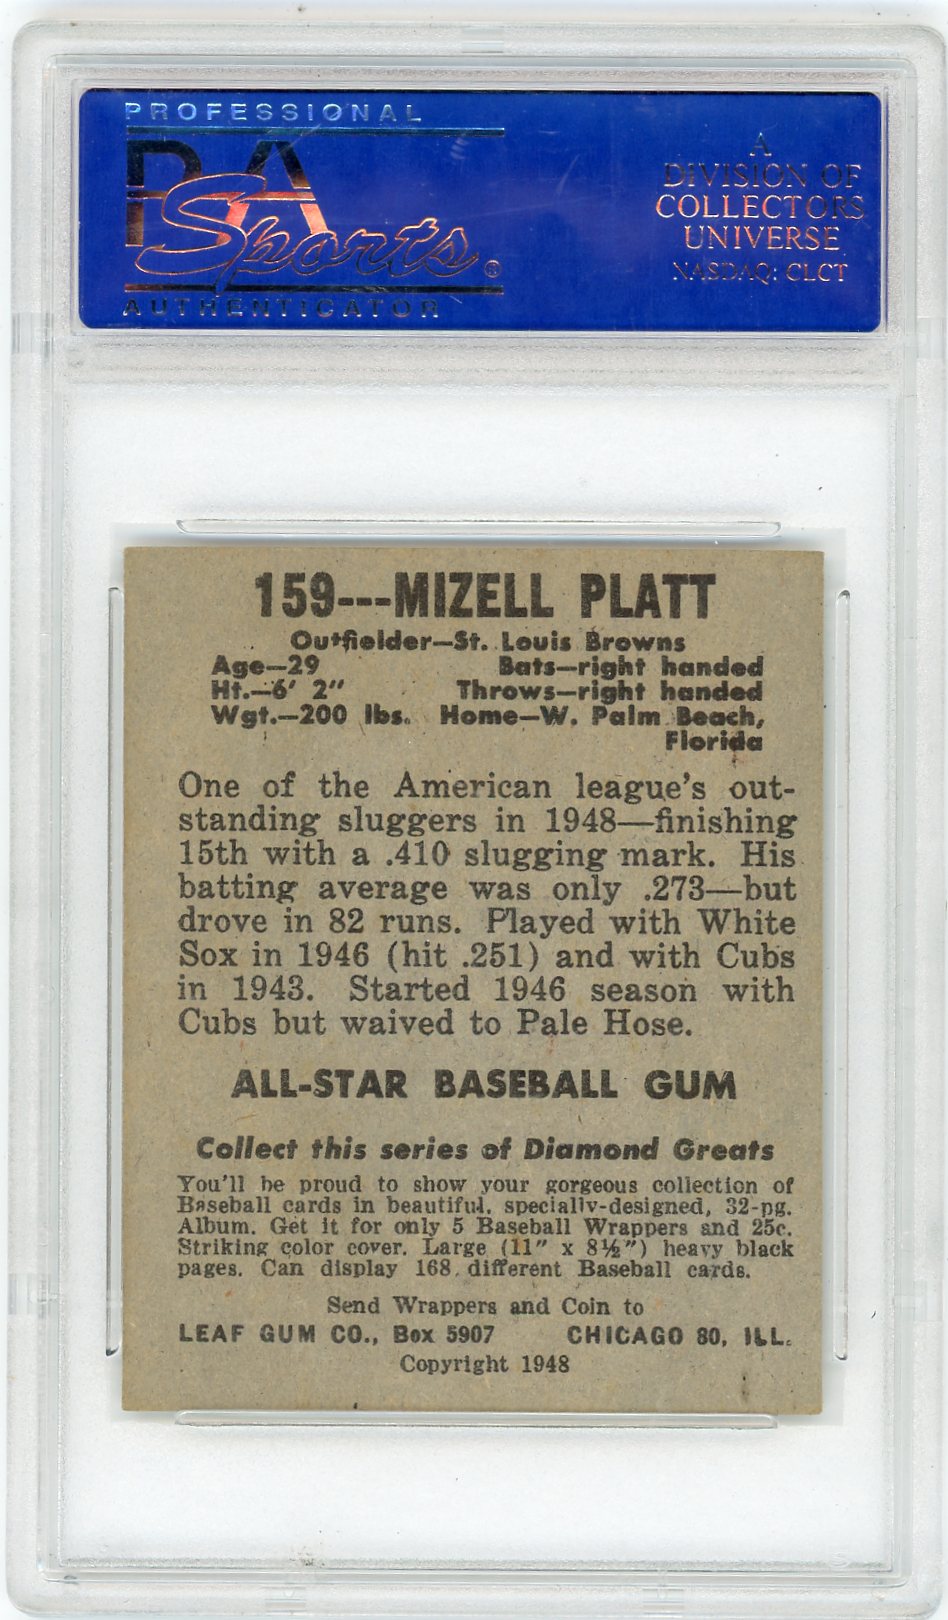 PROFESSIONAL
PSA
Sports®
AUTHENTICATOR
A
DIVISION OF
COLLECTORS
UNIVERSE
NASDAQ: CLCT
159---MIZELL PLATT
Outfielder—St. Louis Browns
Age—29 Bats—right handed
Ht.—6' 2" Throws—right handed
Wgt.—200 lbs. Home—W. Palm Beach,
Florida
One of the American league's out-
standing sluggers in 1948—finishing
15th with a .410 slugging mark. His
batting average was only .273—but
drove in 82 runs. Played with White
Sox in 1946 (hit .251) and with Cubs
in 1943. Started 1946 season with
Cubs but waived to Pale Hose.
ALL-STAR BASEBALL GUM
Collect this series of Diamond Greats
You'll be proud to show your gorgeous collection of
Baseball cards in beautiful, specially-designed, 32-pg.
Album. Get it for only 5 Baseball Wrappers and 25c.
Striking color cover. Large (11" x 8½") heavy black
pages. Can display 168 different Baseball cards.
Send Wrappers and Coin to
LEAF GUM CO., Box 5907 CHICAGO 80, ILL.
Copyright 1948